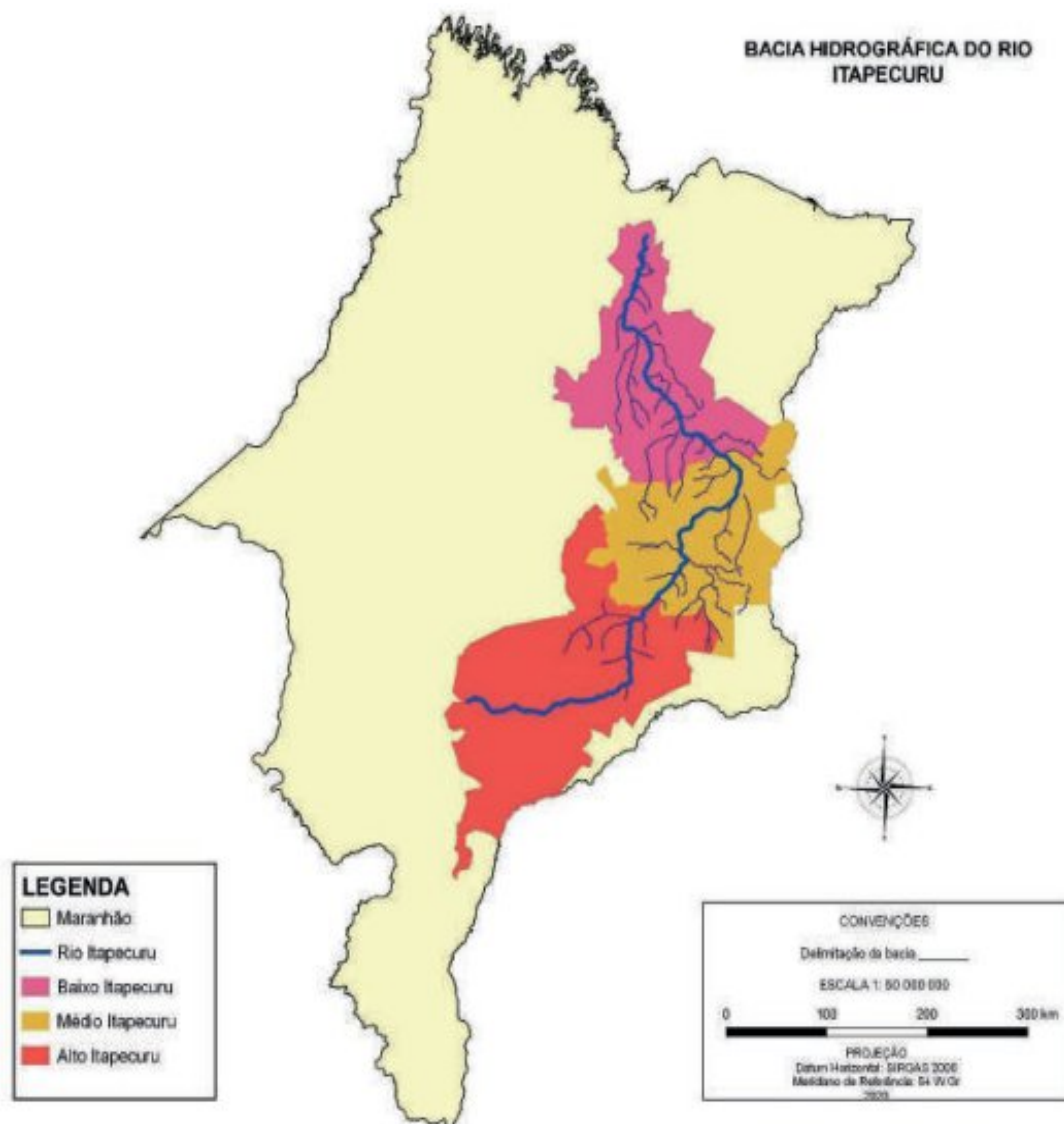 BACIA HIDROGRÁFICA DO RIO
ITAPECURU
LEGENDA
Maranhão
Rio Itapecuru
Baixo Itapecuru
Médio Itapecuru
Alto Itapecuru
CONVENÇÕES
Delimitação da bacia
ESCALA 1: 50 000 000
0 100 200 300 km
PROJEÇÃO
Datum Horizontal: SIRGAS 2000
Meridiano de Referência: 54 W Gr
2020